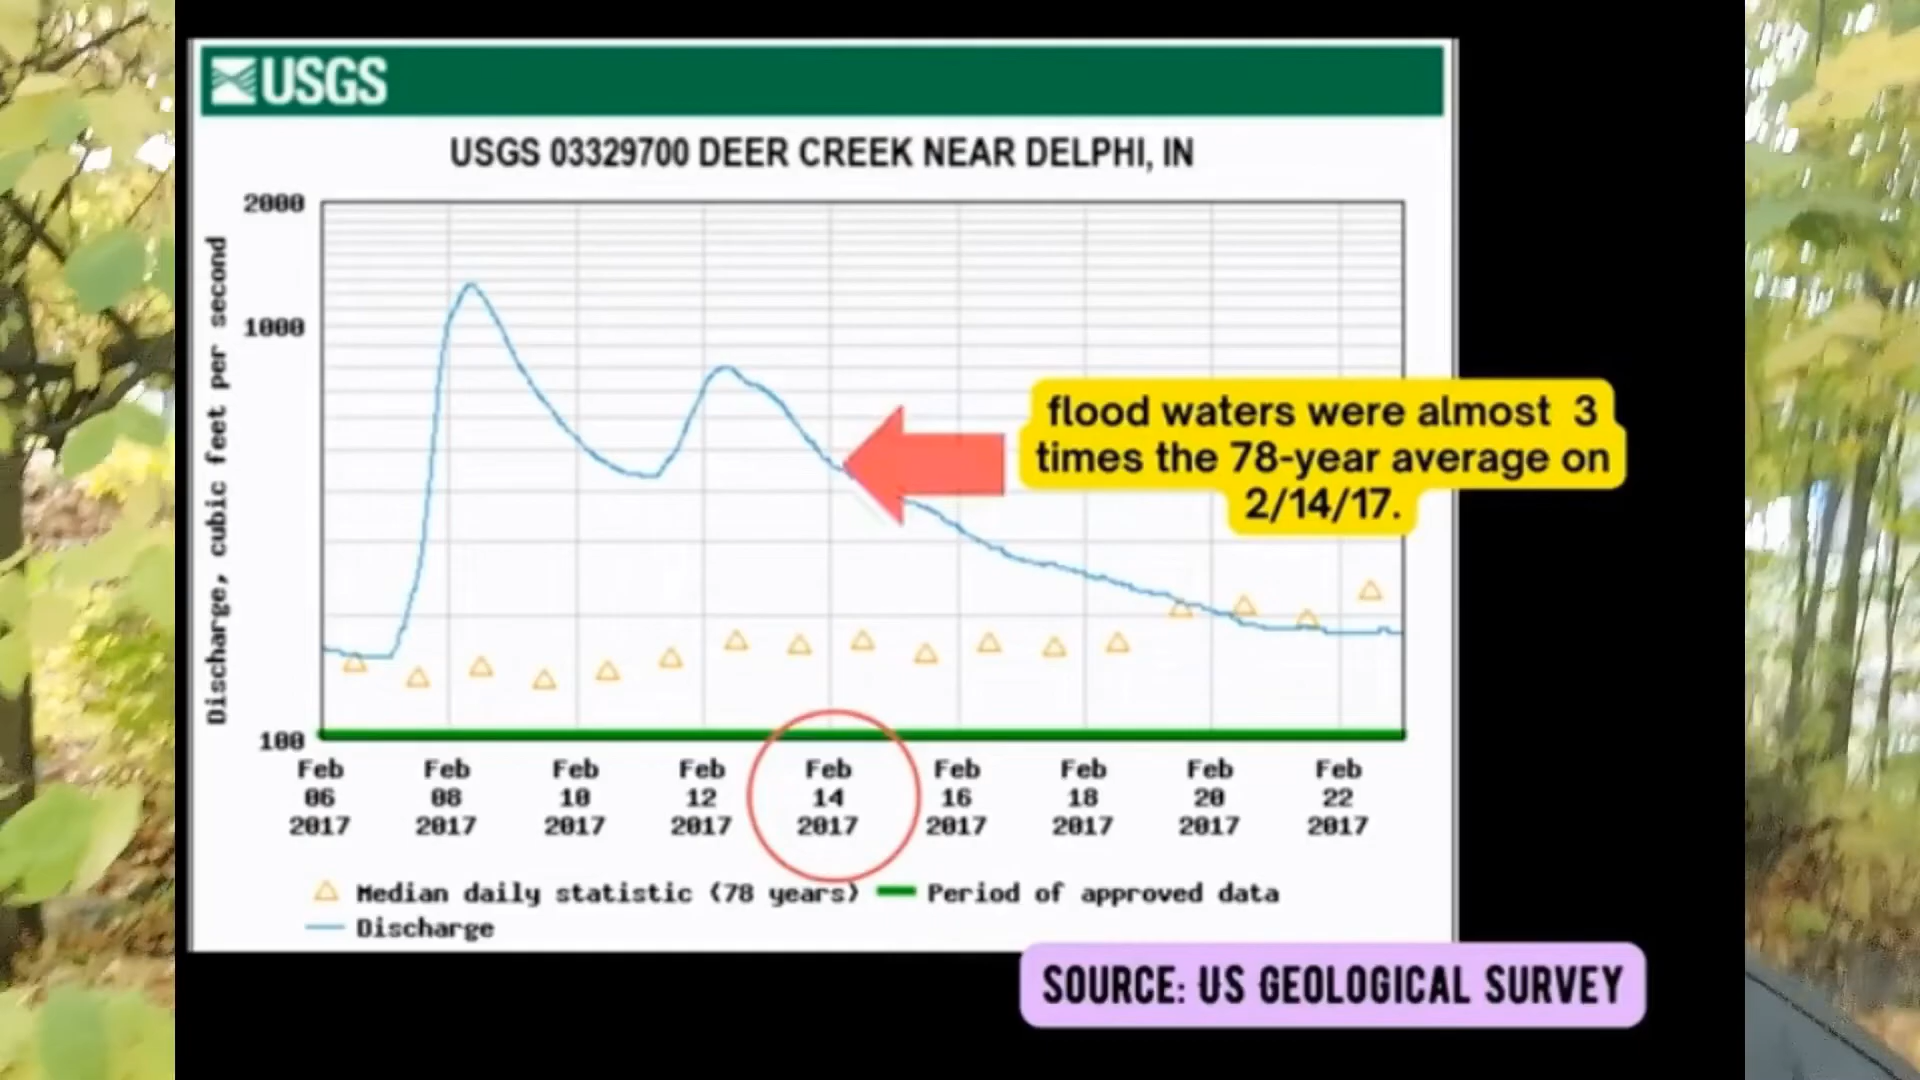 USGS
USGS 03329700 DEER CREEK NEAR DELPHI, IN
Discharge, cubic feet per second
2000
1000
100
flood waters were almost 3
times the 78-year average on
2/14/17.
Feb Feb Feb Feb Feb Feb Feb Feb Feb
06 08 10 12 14 16 18 20 22
2017 2017 2017 2017 2017 2017 2017 2017 2017
Median daily statistic (78 years) Period of approved data
Discharge
SOURCE: US GEOLOGICAL SURVEY